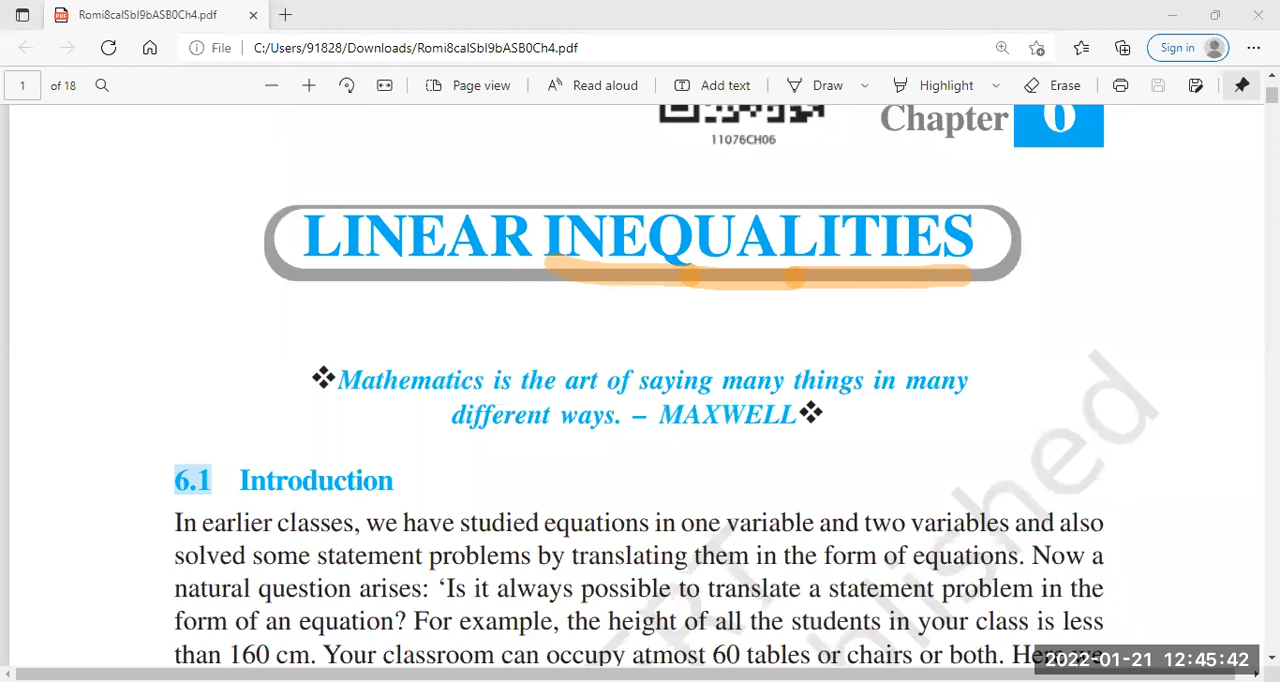 Romi8calSbI9bASB0Ch4.pdf
File C:/Users/91828/Downloads/Romi8calSbI9bASB0Ch4.pdf Sign in
1 of 18 Page view Read aloud Add text Draw Highlight Erase
11076CH06
Chapter 6
LINEAR INEQUALITIES
❖Mathematics is the art of saying many things in many
different ways. – MAXWELL❖
6.1 Introduction
In earlier classes, we have studied equations in one variable and two variables and also
solved some statement problems by translating them in the form of equations. Now a
natural question arises: ‘Is it always possible to translate a statement problem in the
form of an equation? For example, the height of all the students in your class is less
than 160 cm. Your classroom can occupy atmost 60 tables or chairs or both. Here we
2022-01-21 12:45:42